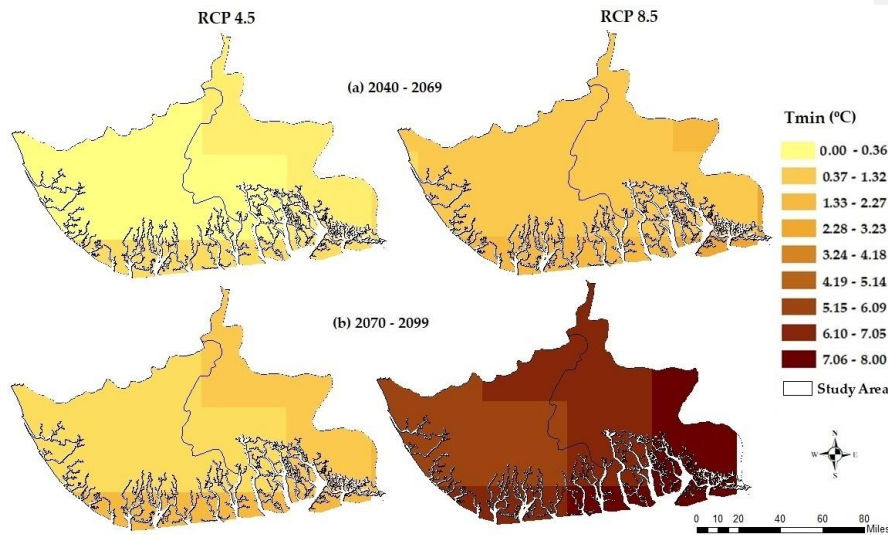 RCP 4.5
RCP 8.5
(a) 2040 - 2069
Tmin (ºC)
0.00 - 0.36
0.37 - 1.32
1.33 - 2.27
2.28 - 3.23
3.24 - 4.18
4.19 - 5.14
5.15 - 6.09
6.10 - 7.05
7.06 - 8.00
Study Area
(b) 2070 - 2099
N
W E
S
0 10 20 40 60 80
Miles